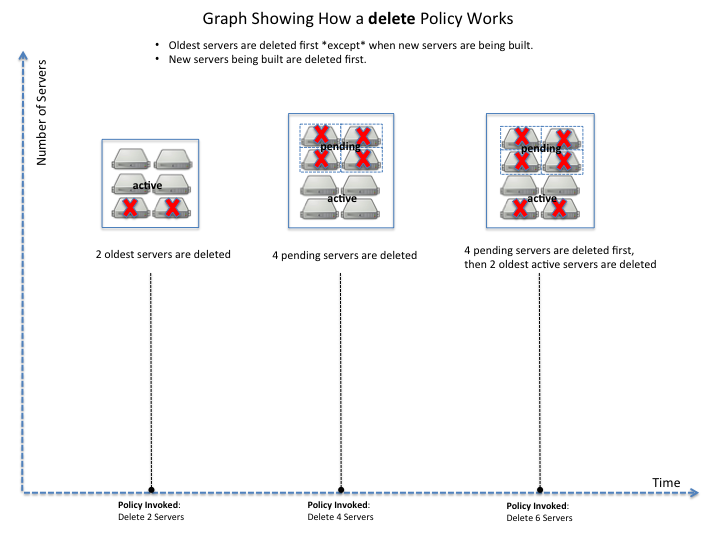 Graph Showing How a delete Policy Works
• Oldest servers are deleted first *except* when new servers are being built.
• New servers being built are deleted first.
Number of Servers
active
pending
active
pending
active
2 oldest servers are deleted
4 pending servers are deleted
4 pending servers are deleted first,
then 2 oldest active servers are deleted
Time
Policy Invoked:
Delete 2 Servers
Policy Invoked:
Delete 4 Servers
Policy Invoked:
Delete 6 Servers